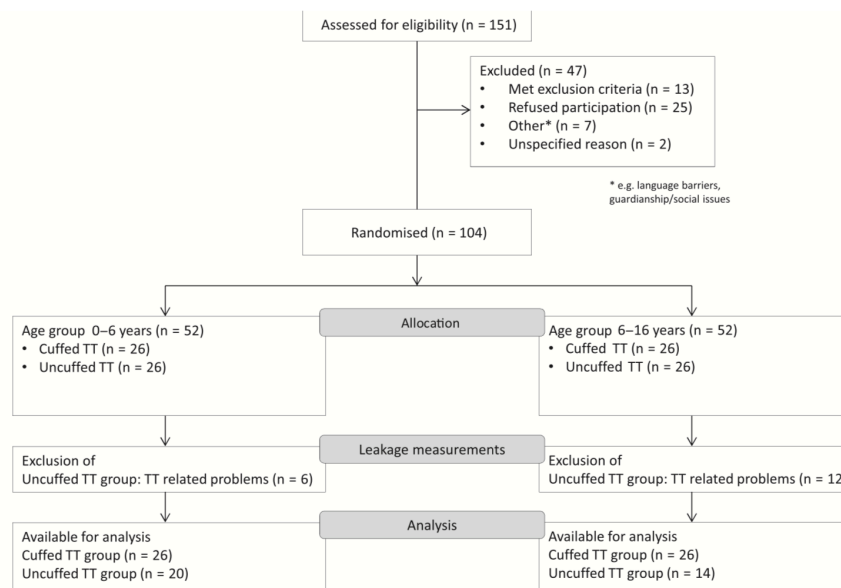 Assessed for eligibility (n = 151)
Excluded (n = 47)
• Met exclusion criteria (n = 13)
• Refused participation (n = 25)
• Other* (n = 7)
• Unspecified reason (n = 2)
* e.g. language barriers,
guardianship/social issues
Randomised (n = 104)
Allocation
Age group 0–6 years (n = 52)
• Cuffed TT (n = 26)
• Uncuffed TT (n = 26)
Age group 6–16 years (n = 52)
• Cuffed TT (n = 26)
• Uncuffed TT (n = 26)
Leakage measurements
Exclusion of
Uncuffed TT group: TT related problems (n = 6)
Exclusion of
Uncuffed TT group: TT related problems (n = 12
Analysis
Available for analysis
Cuffed TT group (n = 26)
Uncuffed TT group (n = 20)
Available for analysis
Cuffed TT group (n = 26)
Uncuffed TT group (n = 14)